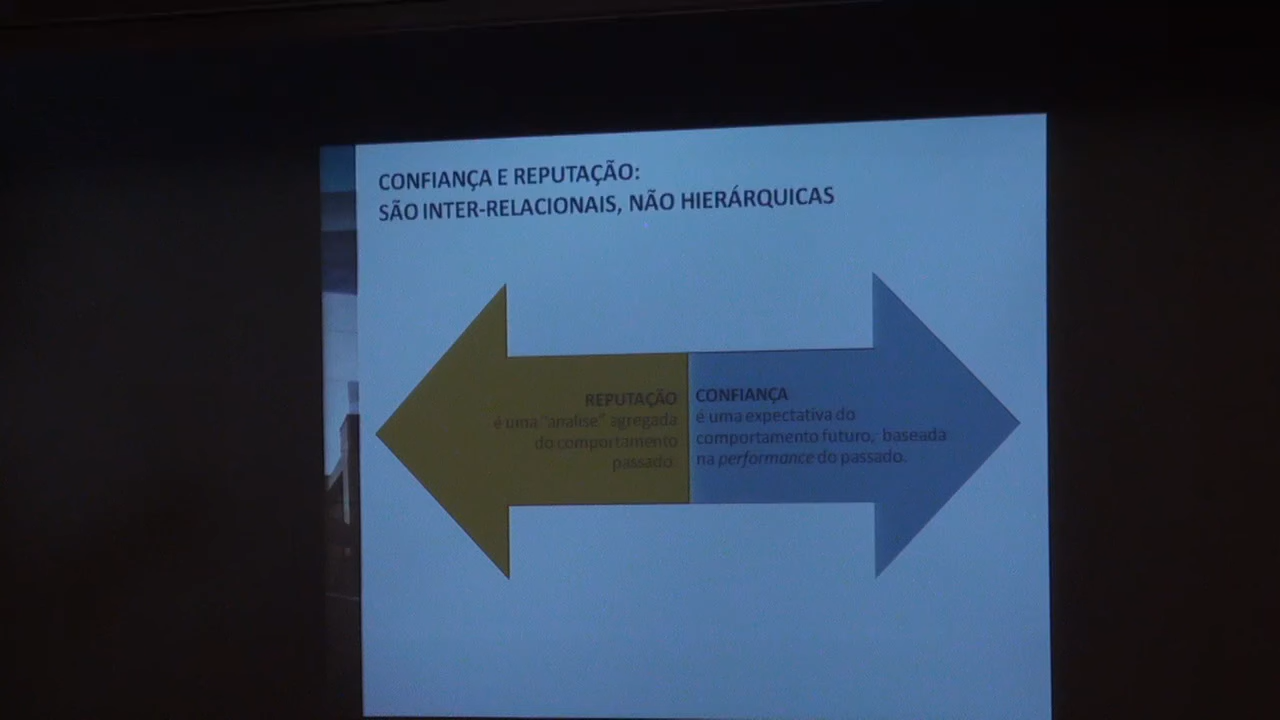 CONFIANÇA E REPUTAÇÃO:
SÃO INTER-RELACIONAIS, NÃO HIERÁRQUICAS
REPUTAÇÃO
é uma "analise" agregada
do comportamento
passado.
CONFIANÇA
é uma expectativa do
comportamento futuro, baseada
na performance do passado.